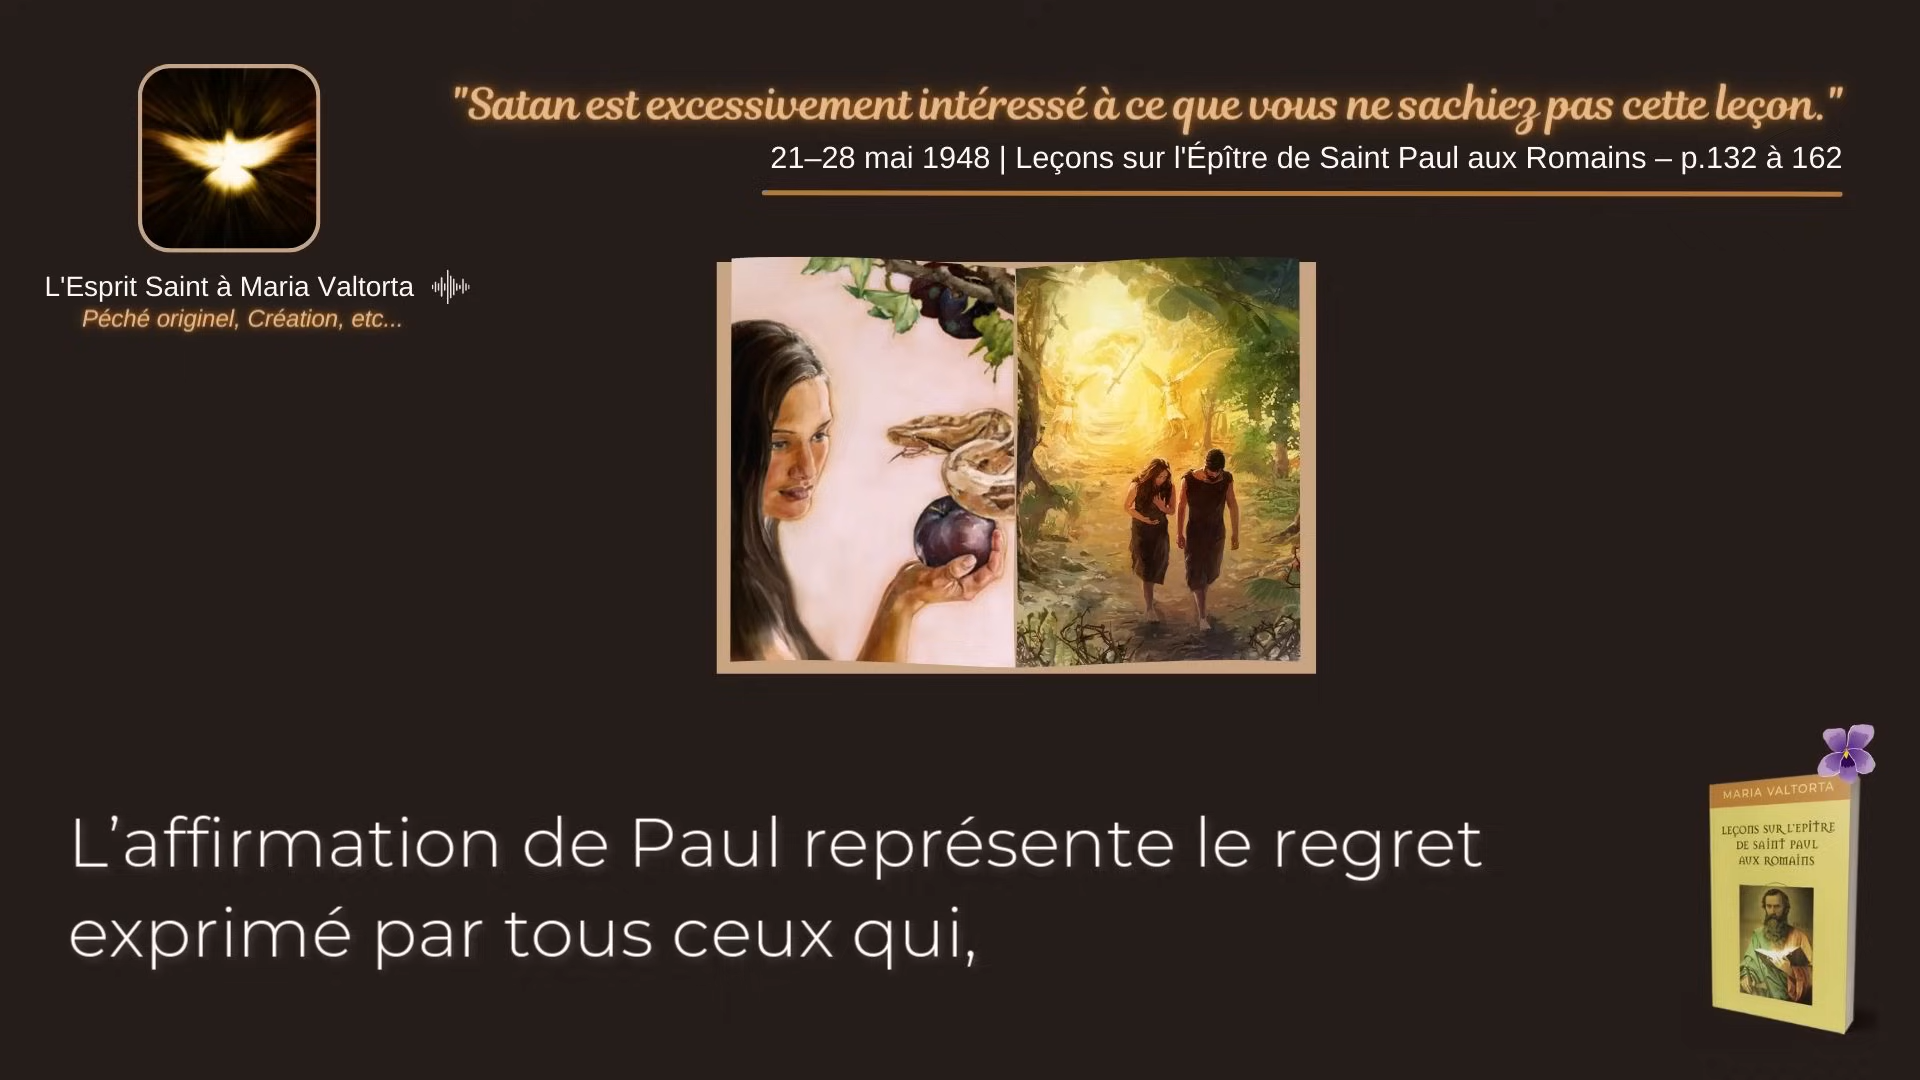 "Satan est excessivement intéressé à ce que vous ne sachiez pas cette leçon."
21–28 mai 1948 | Leçons sur l'Épître de Saint Paul aux Romains – p.132 à 162
L'Esprit Saint à Maria Valtorta
Péché originel, Création, etc...
L’affirmation de Paul représente le regret
exprimé par tous ceux qui,
MARIA VALTORTA
LEÇONS SUR L'EPÎTRE
DE SAINT PAUL
AUX ROMAINS